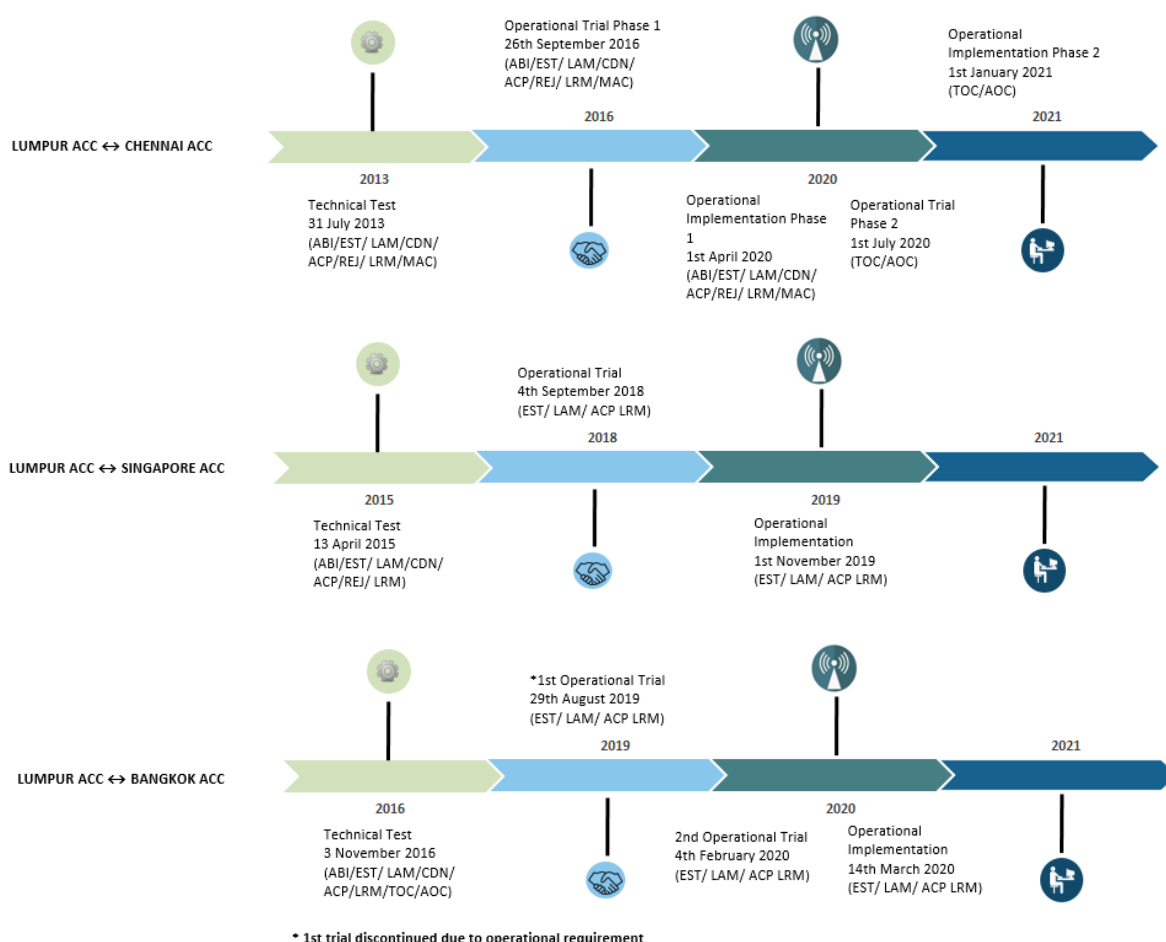 Operational Trial Phase 1
26th September 2016
(ABI/EST/ LAM/CDN/
ACP/REJ/ LRM/MAC)
Operational
Implementation Phase 2
1st January 2021
(TOC/AOC)
2016
2021
LUMPUR ACC ↔ CHENNAI ACC
2013
Technical Test
31 July 2013
(ABI/EST/ LAM/CDN/
ACP/REJ/ LRM/MAC)
2020
Operational
Implementation Phase
1
1st April 2020
(ABI/EST/ LAM/CDN/
ACP/REJ/ LRM/MAC)
Operational Trial
Phase 2
1st July 2020
(TOC/AOC)
Operational Trial
4th September 2018
(EST/ LAM/ ACP LRM)
2018
2021
LUMPUR ACC ↔ SINGAPORE ACC
2015
Technical Test
13 April 2015
(ABI/EST/ LAM/CDN/
ACP/REJ/ LRM)
2019
Operational
Implementation
1st November 2019
(EST/ LAM/ ACP LRM)
*1st Operational Trial
29th August 2019
(EST/ LAM/ ACP LRM)
2019
2021
LUMPUR ACC ↔ BANGKOK ACC
2016
Technical Test
3 November 2016
(ABI/EST/ LAM/CDN/
ACP/LRM/TOC/AOC)
2020
2nd Operational Trial
4th February 2020
(EST/ LAM/ ACP LRM)
Operational
Implementation
14th March 2020
(EST/ LAM/ ACP LRM)
* 1st trial discontinued due to operational requirement